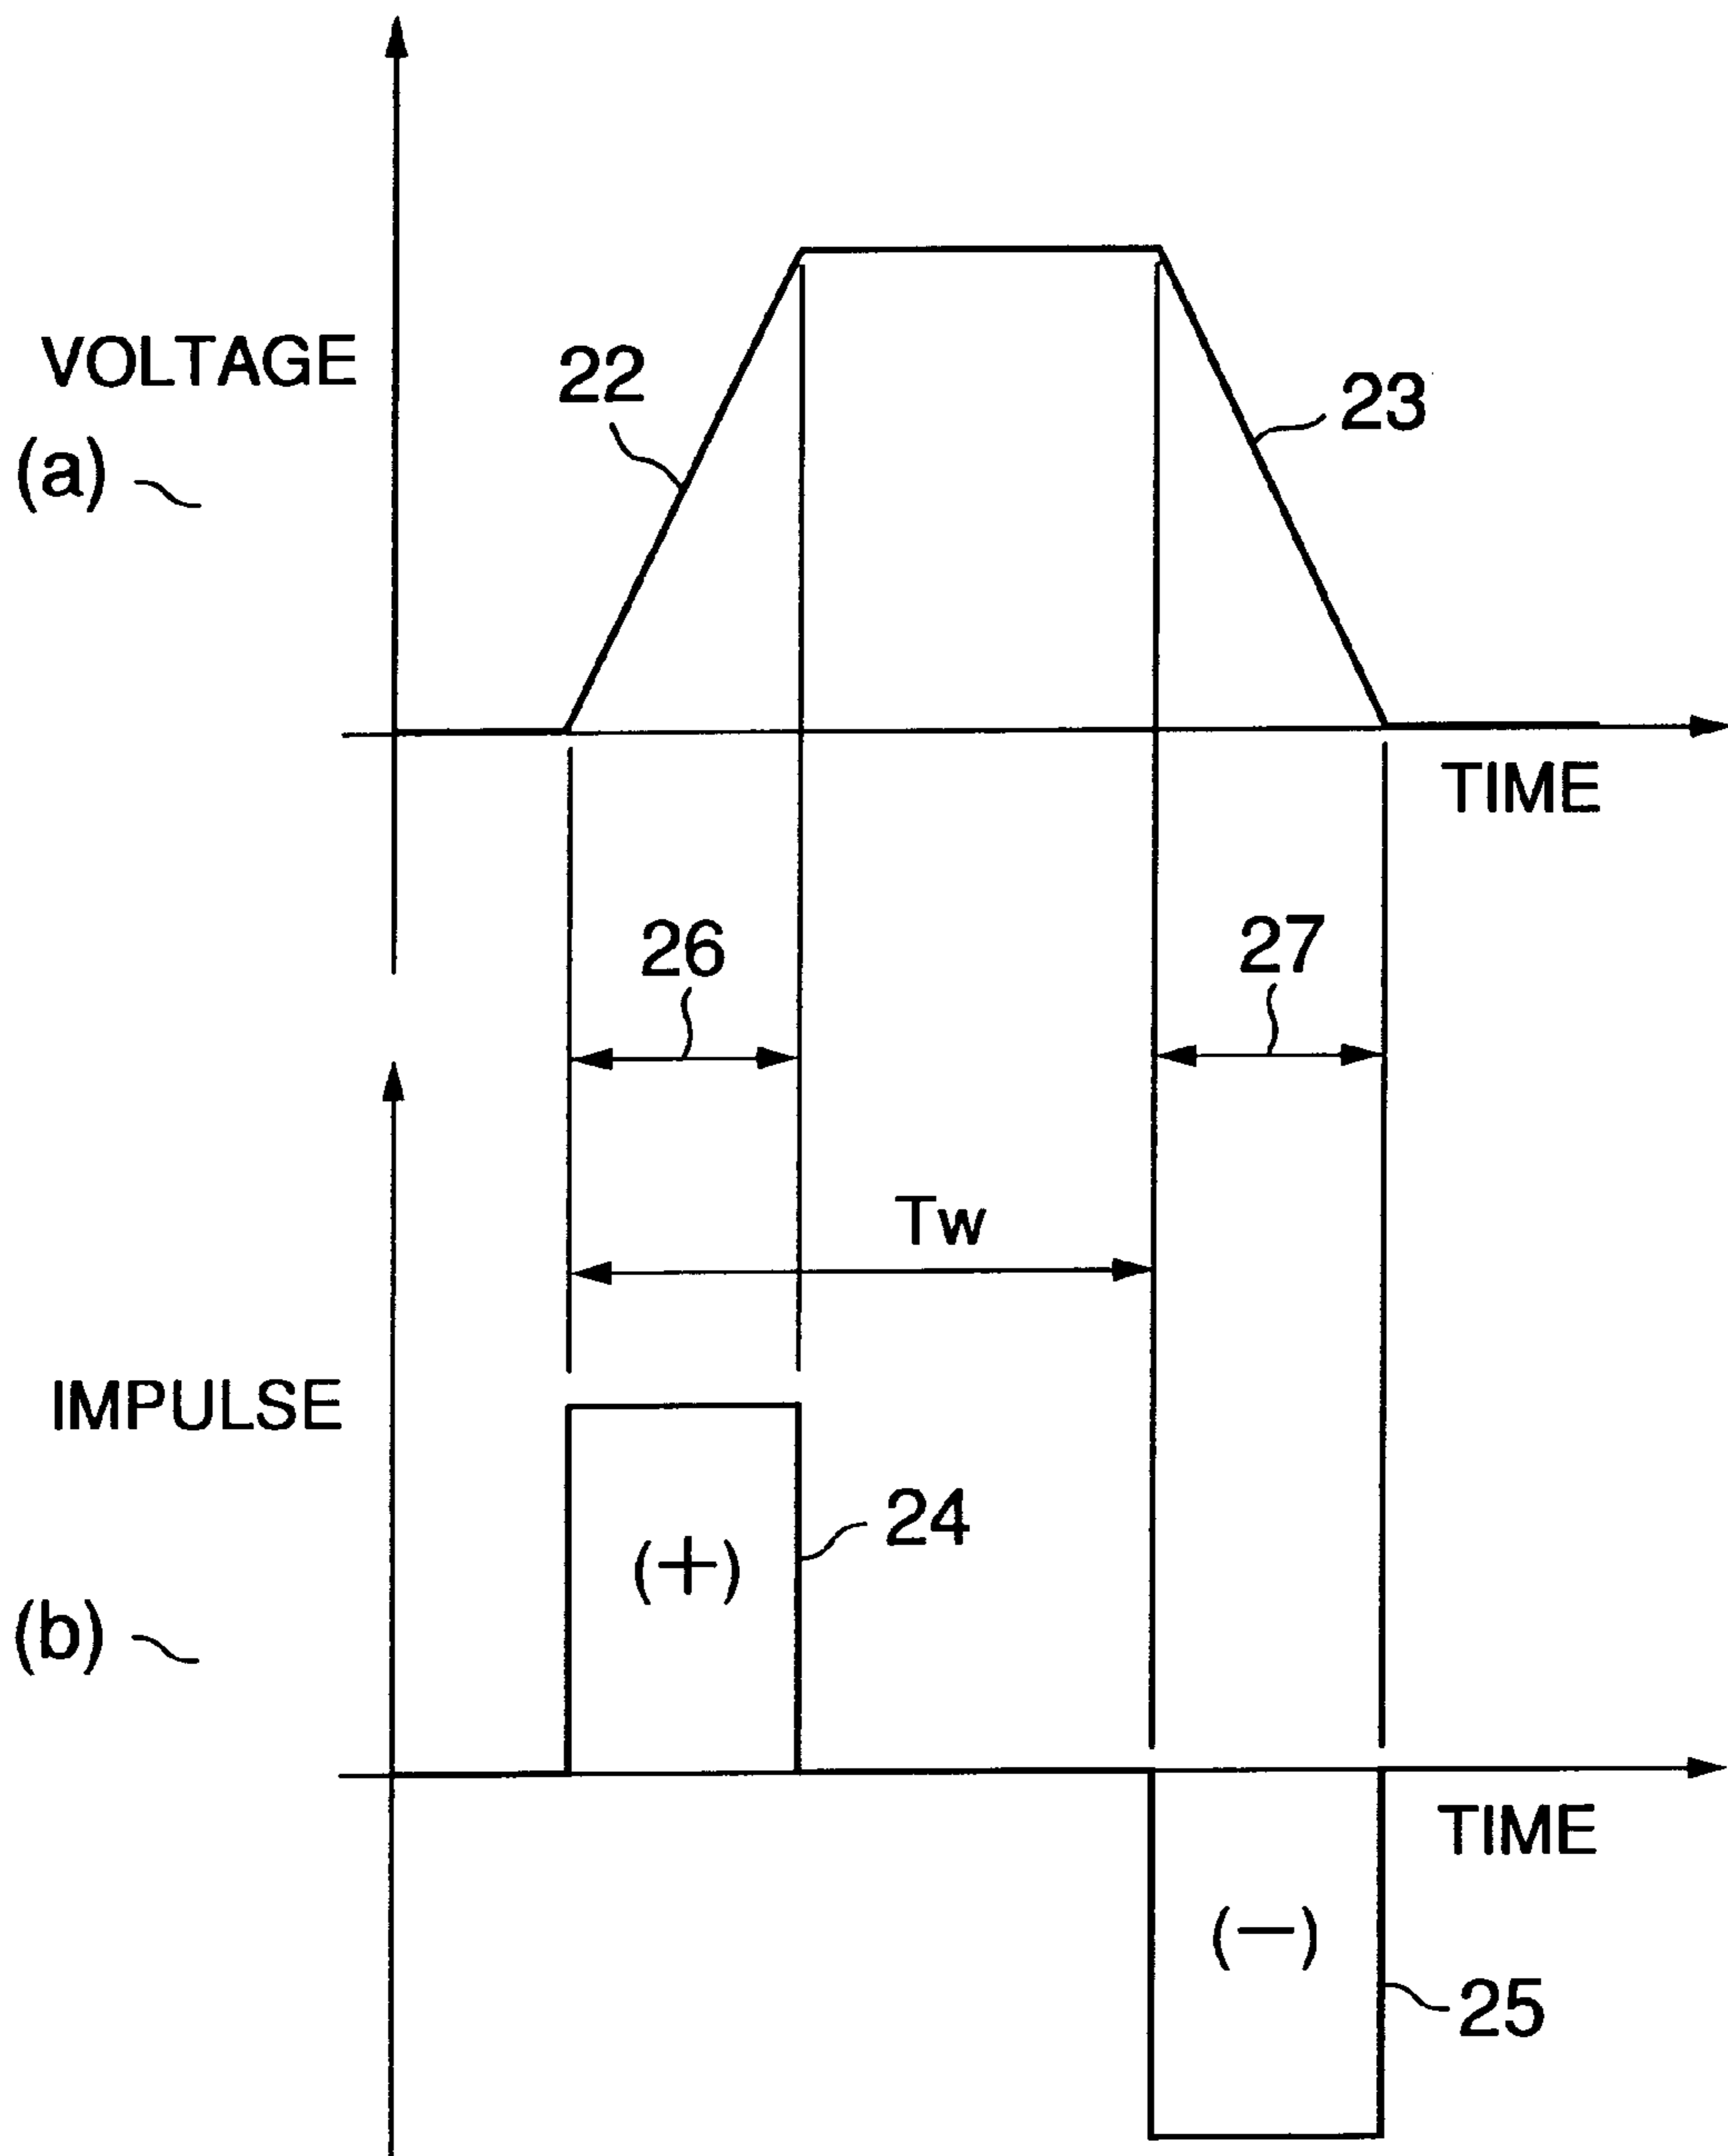 VOLTAGE
22
23
(a)
TIME
26
27
Tw
IMPULSE
24
(+)
(b)
TIME
(−)
25